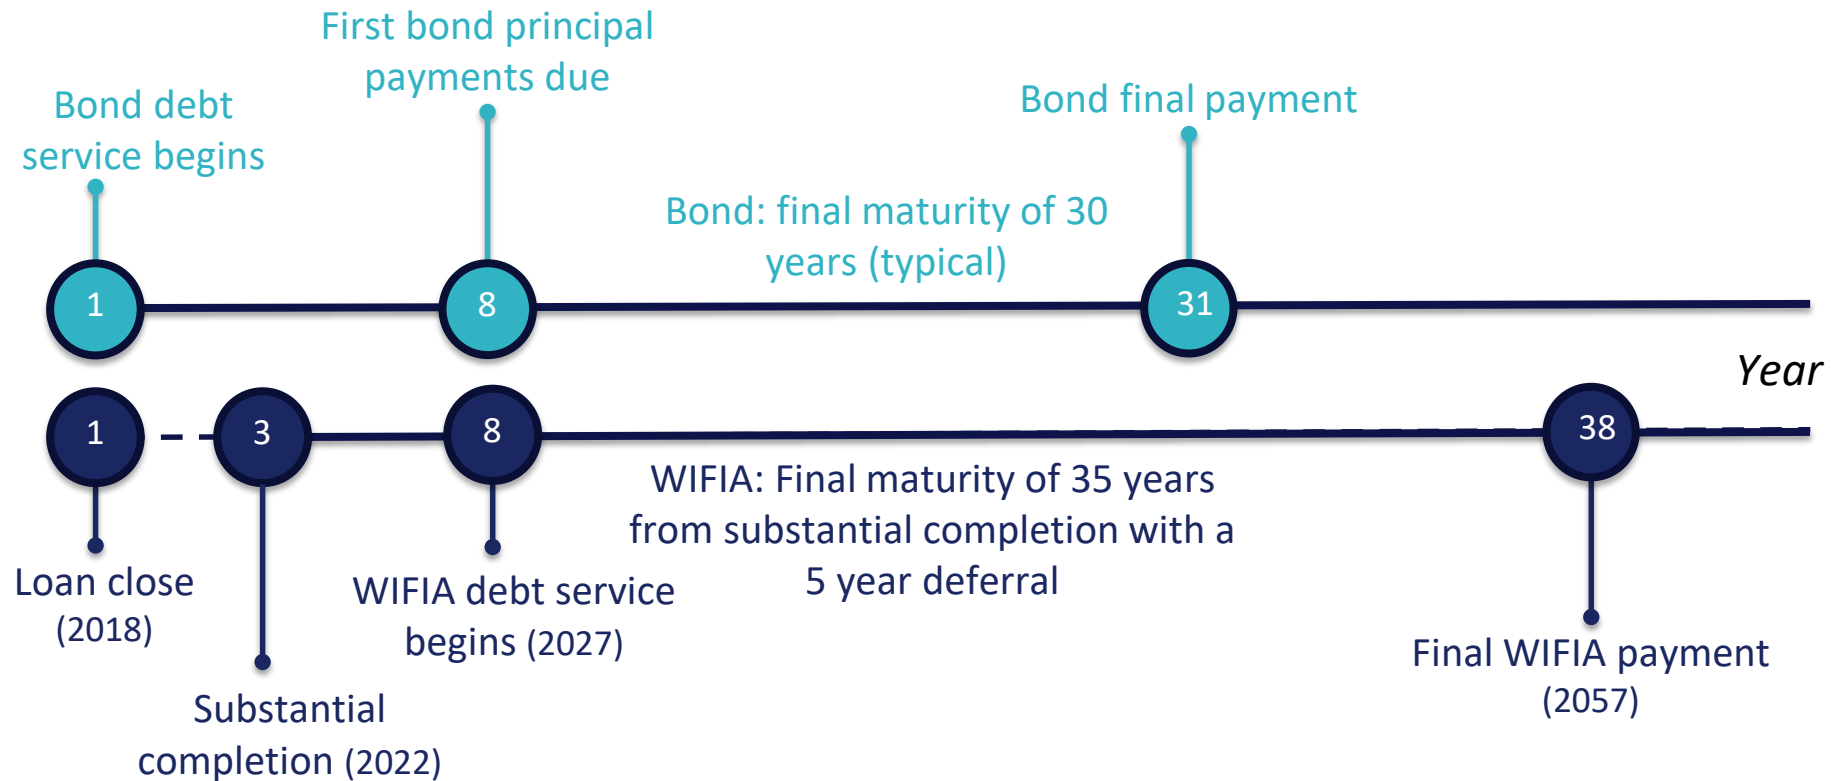 First bond principal
payments due
Bond debt
service begins
Bond final payment
Bond: final maturity of 30
years (typical)
1
8
31
Year
1
3
8
38
WIFIA: Final maturity of 35 years
from substantial completion with a
5 year deferral
Loan close
(2018)
WIFIA debt service
begins (2027)
Final WIFIA payment
(2057)
Substantial
completion (2022)